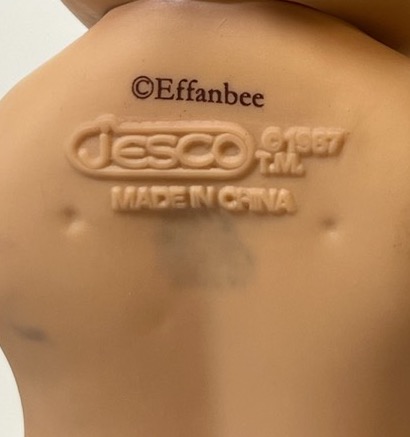 ©Effanbee
JESCO ©1987
T.M.
MADE IN CHINA